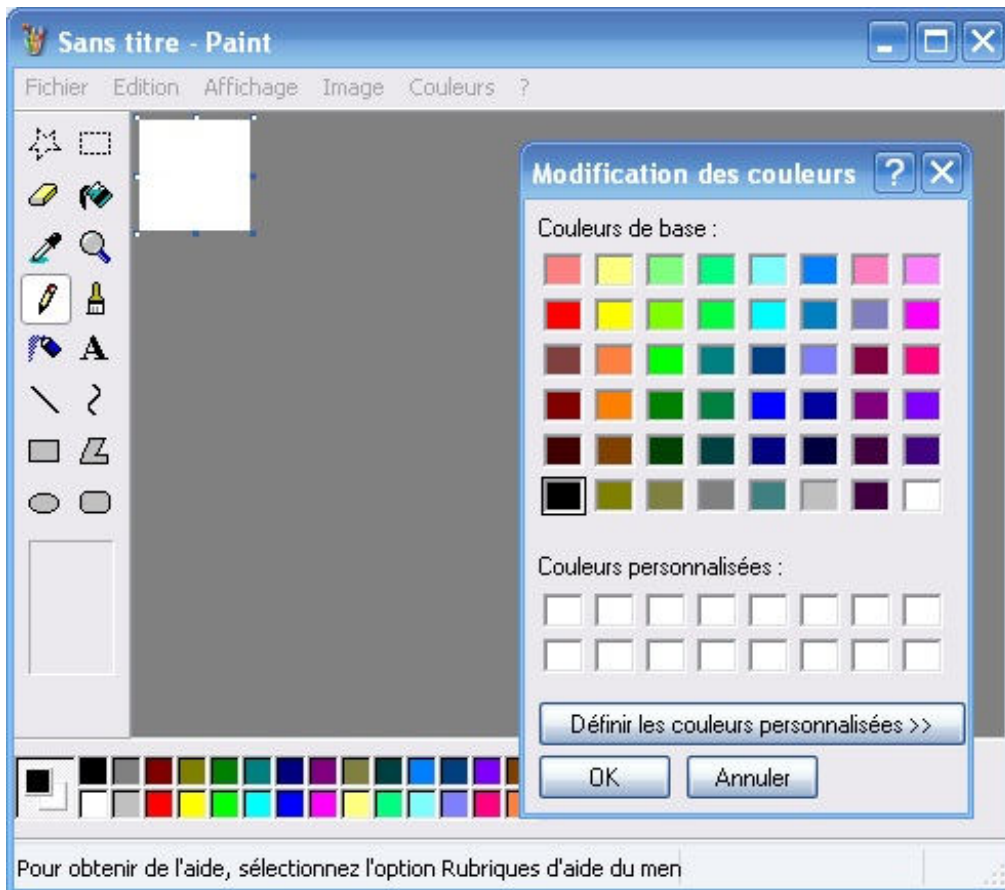 Sans titre - Paint
Fichier Edition Affichage Image Couleurs ?
Modification des couleurs
Couleurs de base :
A
Couleurs personnalisées :
Définir les couleurs personnalisées >>
OK Annuler
Pour obtenir de l'aide, sélectionnez l'option Rubriques d'aide du men